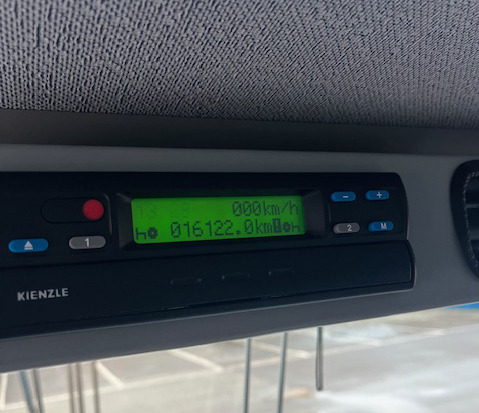 000km/h
016122.0km
1
- +
2 M
KIENZLE